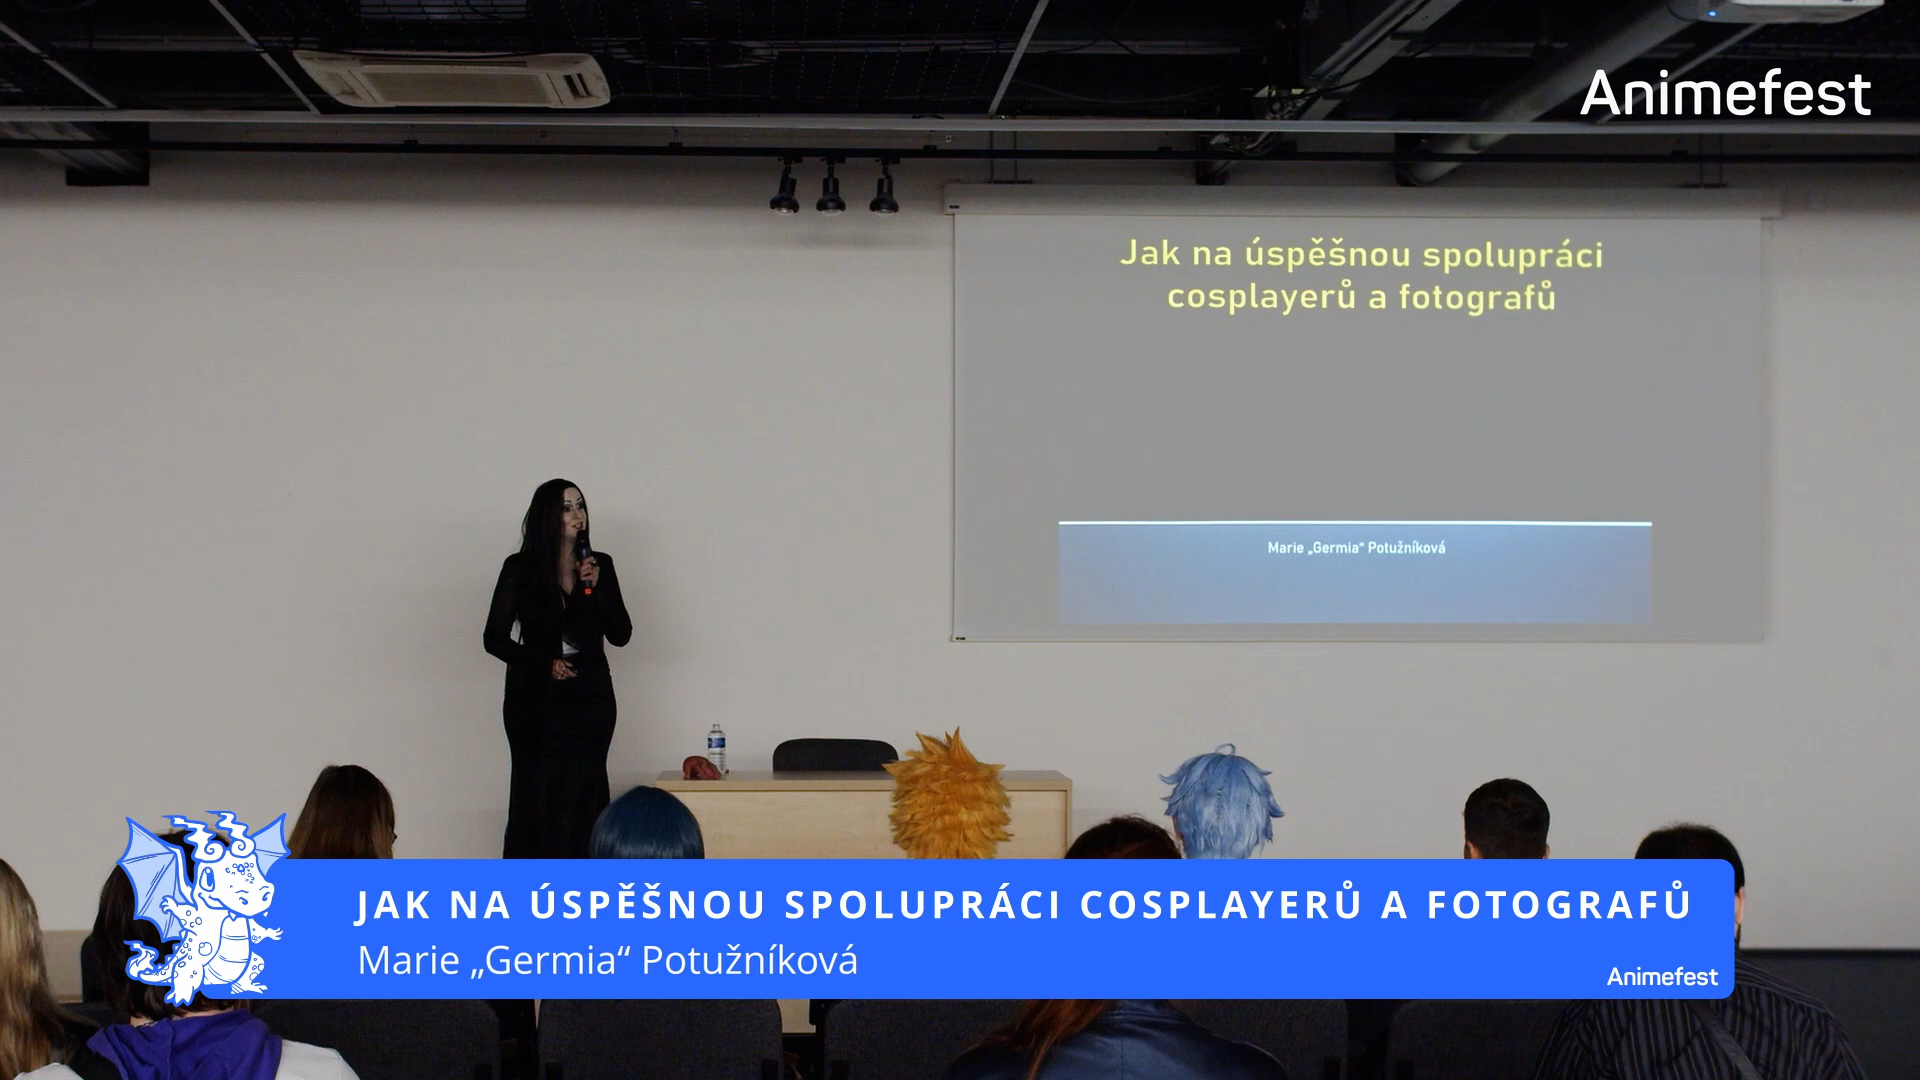 Animefest
Jak na úspěšnou spolupráci
cosplayerů a fotografů
Marie „Germia“ Potužníková
JAK NA ÚSPĚŠNOU SPOLUPRÁCI COSPLAYERŮ A FOTOGRAFŮ
Marie „Germia“ Potužníková
Animefest